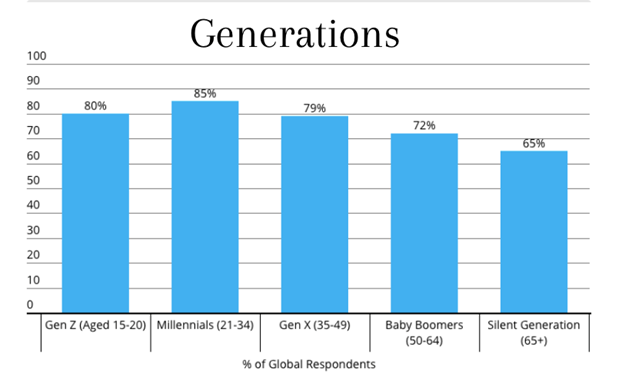 Generations
100
90
80
70
60
50
40
30
20
10
0
80%
85%
79%
72%
65%
Gen Z (Aged 15-20)
Millennials (21-34)
Gen X (35-49)
Baby Boomers
(50-64)
Silent Generation
(65+)
% of Global Respondents